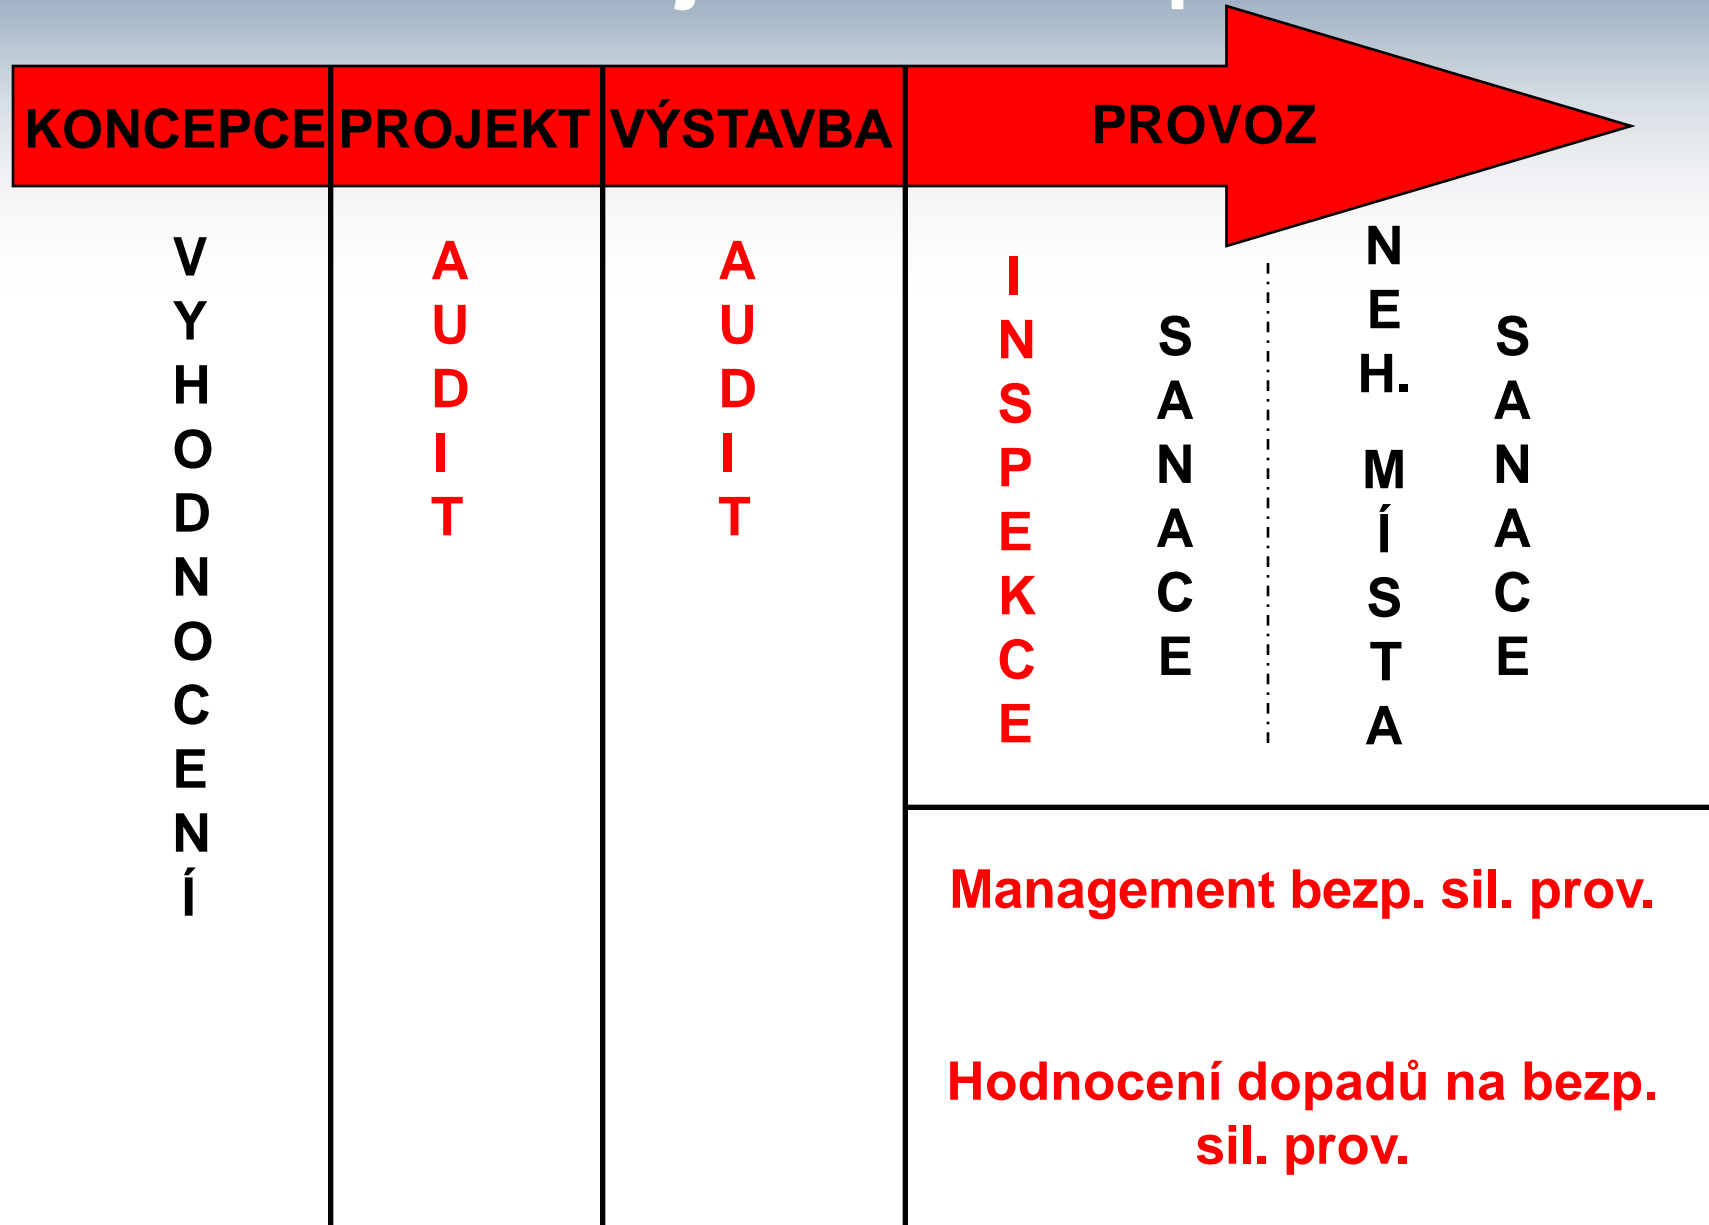 KONCEPCE PROJEKT VÝSTAVBA PROVOZ
VYHODNOCENÍ
AUDIT
AUDIT
INSPEKCE
SANACE
NEH. MÍSTA
SANACE
Management bezp. sil. prov.
Hodnocení dopadů na bezp.
sil. prov.